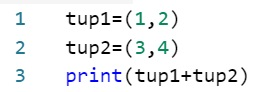 1 tup1=(1,2)
2 tup2=(3,4)
3 print(tup1+tup2)